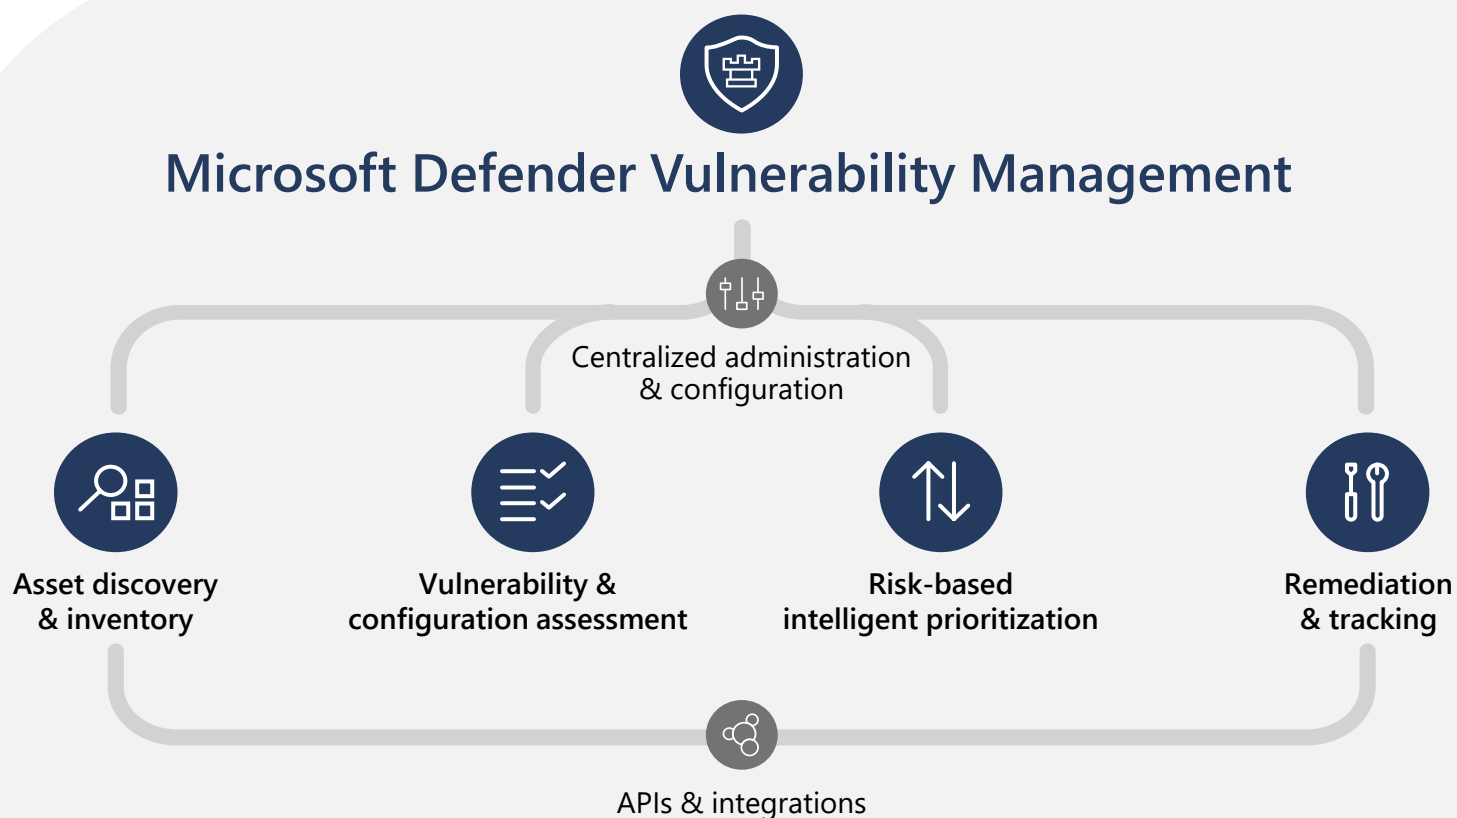 Microsoft Defender Vulnerability Management
Centralized administration
& configuration
Asset discovery
& inventory
Vulnerability &
configuration assessment
Risk-based
intelligent prioritization
Remediation
& tracking
APIs & integrations